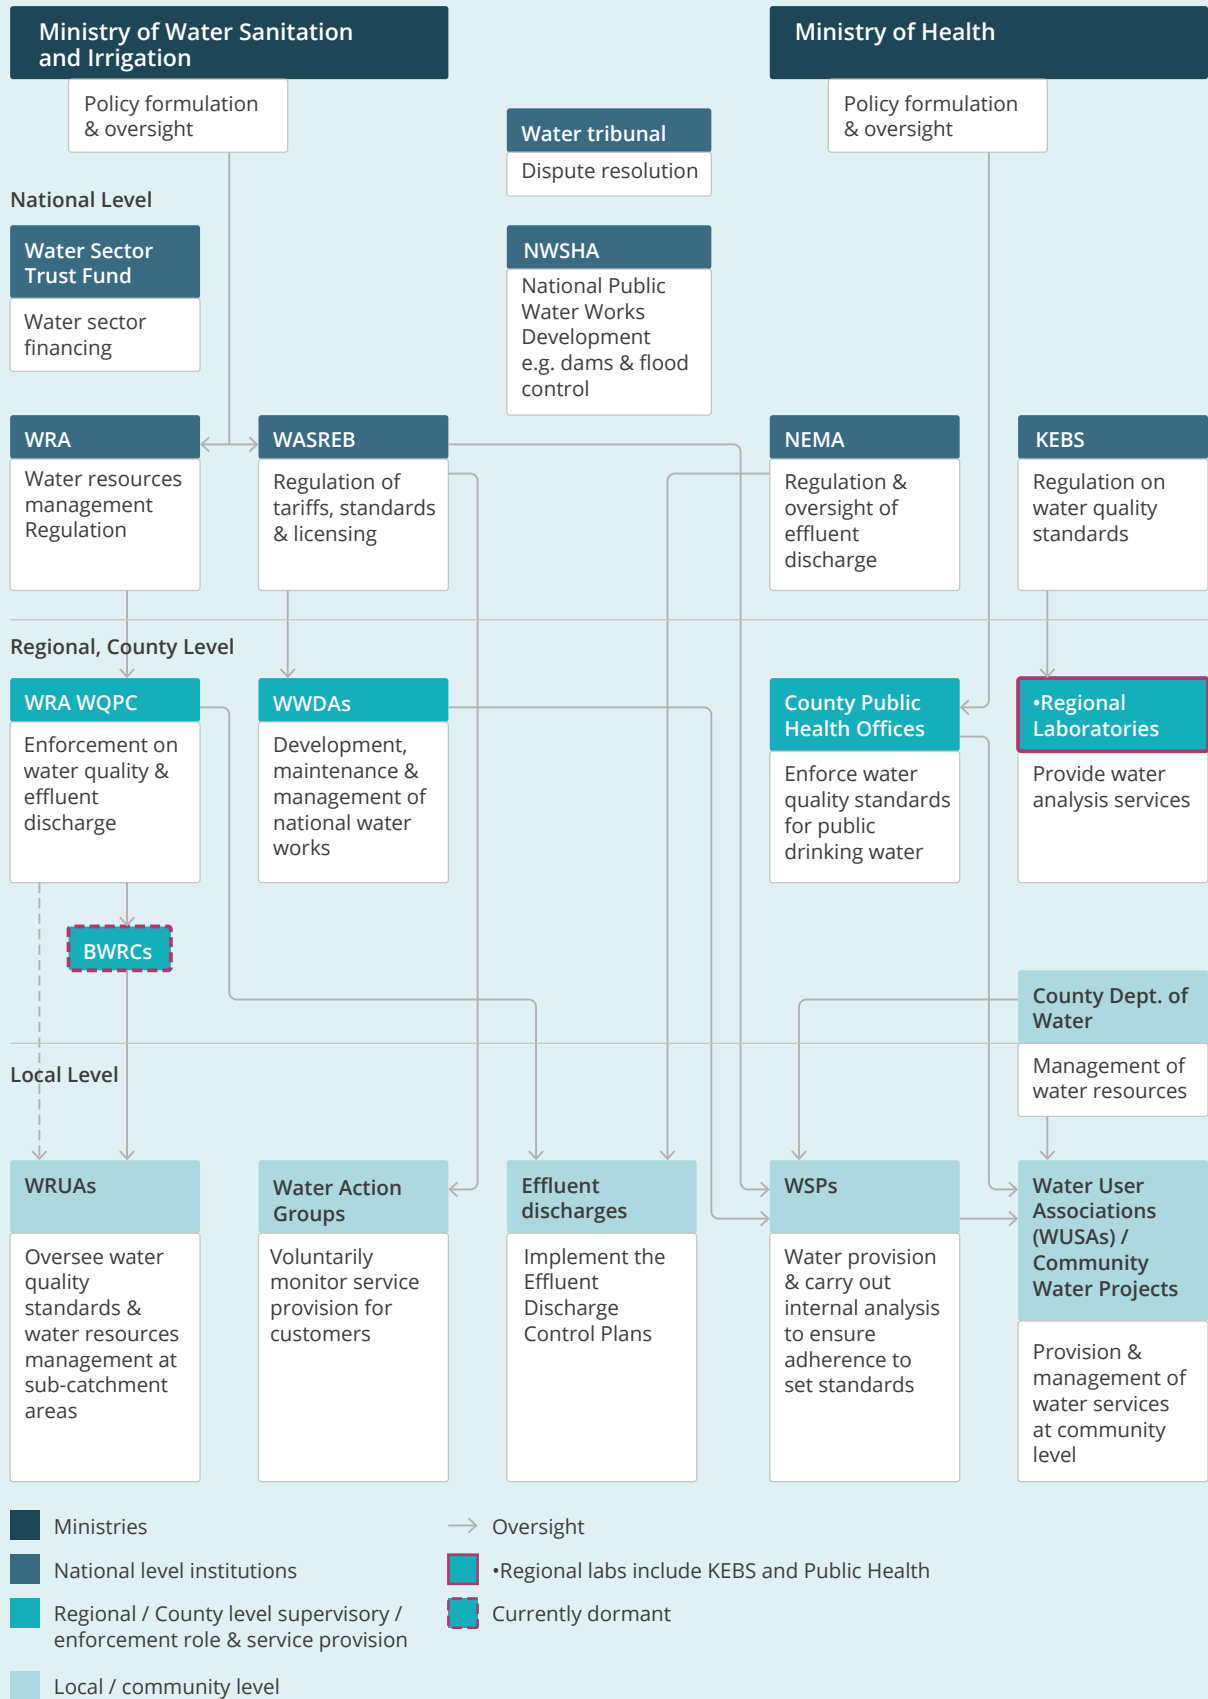 Ministry of Water Sanitation
and Irrigation
Policy formulation
& oversight
Ministry of Health
Policy formulation
& oversight
Water tribunal
Dispute resolution
National Level
Water Sector
Trust Fund
Water sector
financing
NWSHA
National Public
Water Works
Development
e.g. dams & flood
control
WRA
Water resources
management
Regulation
WASREB
Regulation of
tariffs, standards
& licensing
NEMA
Regulation &
oversight of
effluent
discharge
KEBS
Regulation on
water quality
standards
Regional, County Level
WRA WQPC
Enforcement on
water quality &
effluent
discharge
WWDAs
Development,
maintenance &
management of
national water
works
County Public
Health Offices
Enforce water
quality standards
for public
drinking water
•Regional
Laboratories
Provide water
analysis services
BWRCs
County Dept. of
Water
Management of
water resources
Local Level
WRUAs
Oversee water
quality
standards &
water resources
management at
sub-catchment
areas
Water Action
Groups
Voluntarily
monitor service
provision for
customers
Effluent
discharges
Implement the
Effluent
Discharge
Control Plans
WSPs
Water provision
& carry out
internal analysis
to ensure
adherence to
set standards
Water User
Associations
(WUSAs) /
Community
Water Projects
Provision &
management of
water services
at community
level
Ministries
National level institutions
Regional / County level supervisory /
enforcement role & service provision
Local / community level
Oversight
•Regional labs include KEBS and Public Health
Currently dormant